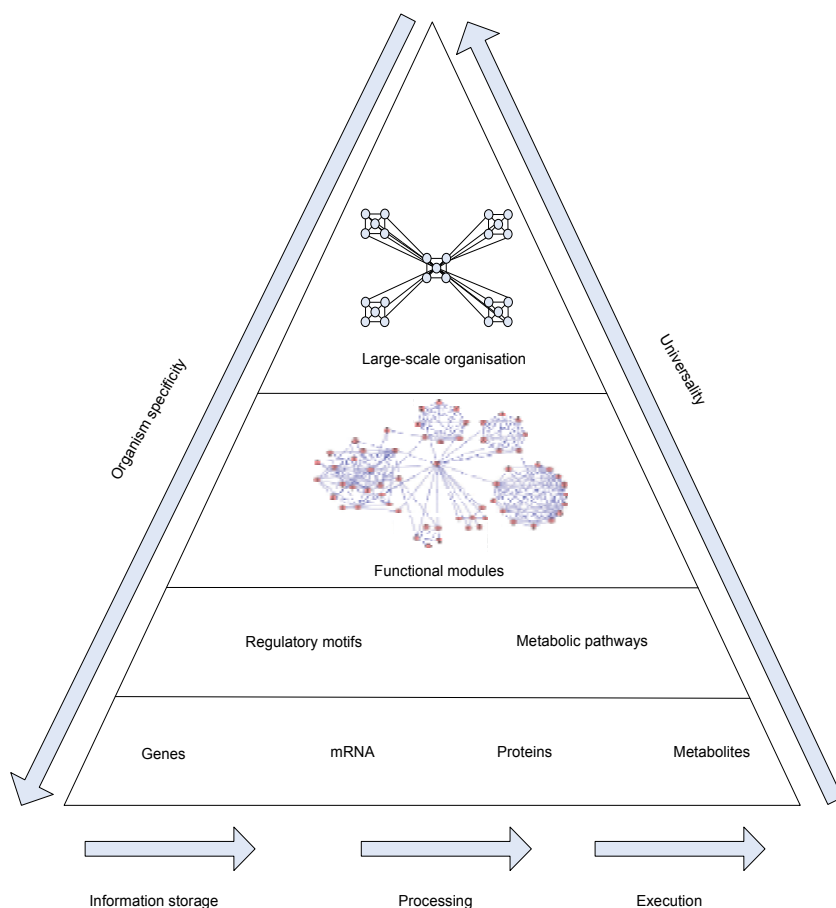 Large-scale organisation
Organism specificity
Universality
Functional modules
Regulatory motifs
Metabolic pathways
Genes
mRNA
Proteins
Metabolites
Information storage
Processing
Execution